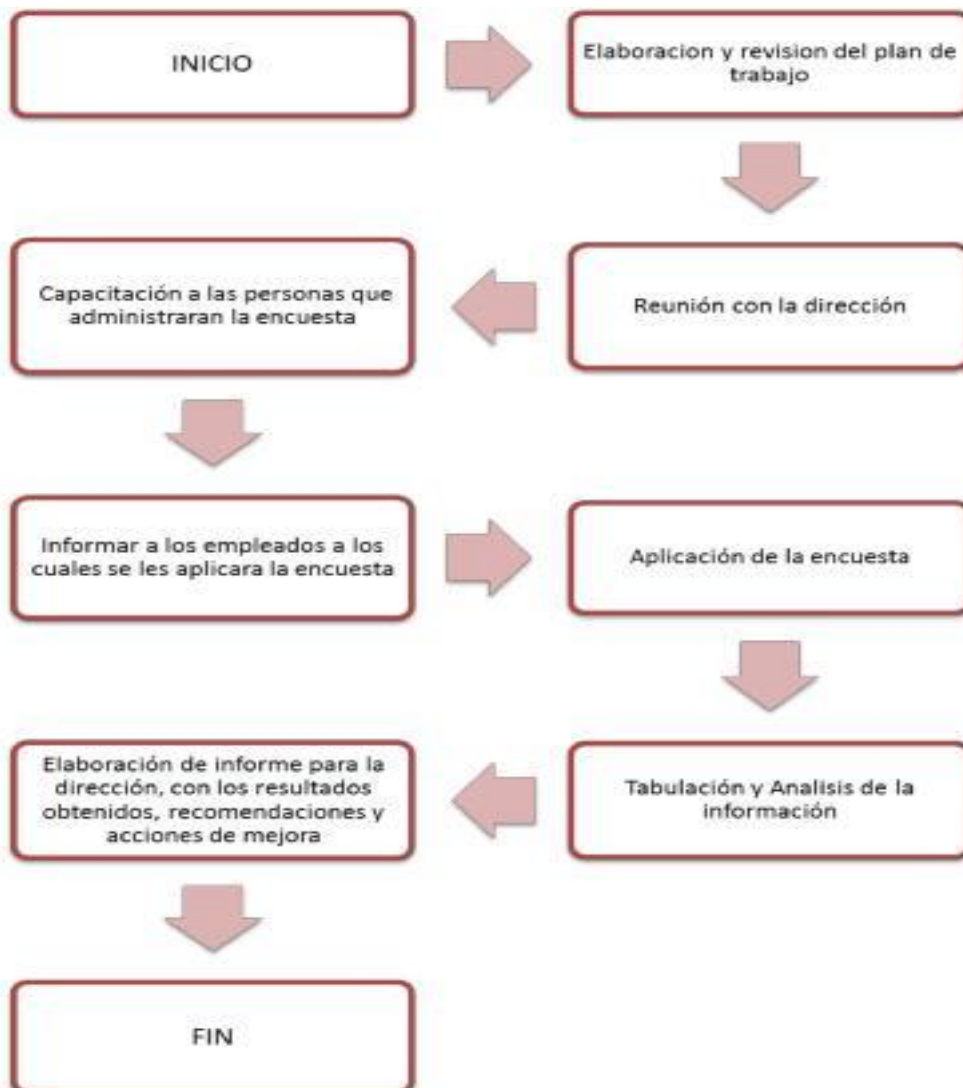 INICIO
Elaboracion y revision del plan de
trabajo
Reunión con la dirección
Capacitación a las personas que
administraran la encuesta
Informar a los empleados a los
cuales se les aplicara la encuesta
Aplicación de la encuesta
Tabulación y Analisis de la
información
Elaboración de informe para la
dirección, con los resultados
obtenidos, recomendaciones y
acciones de mejora
FIN